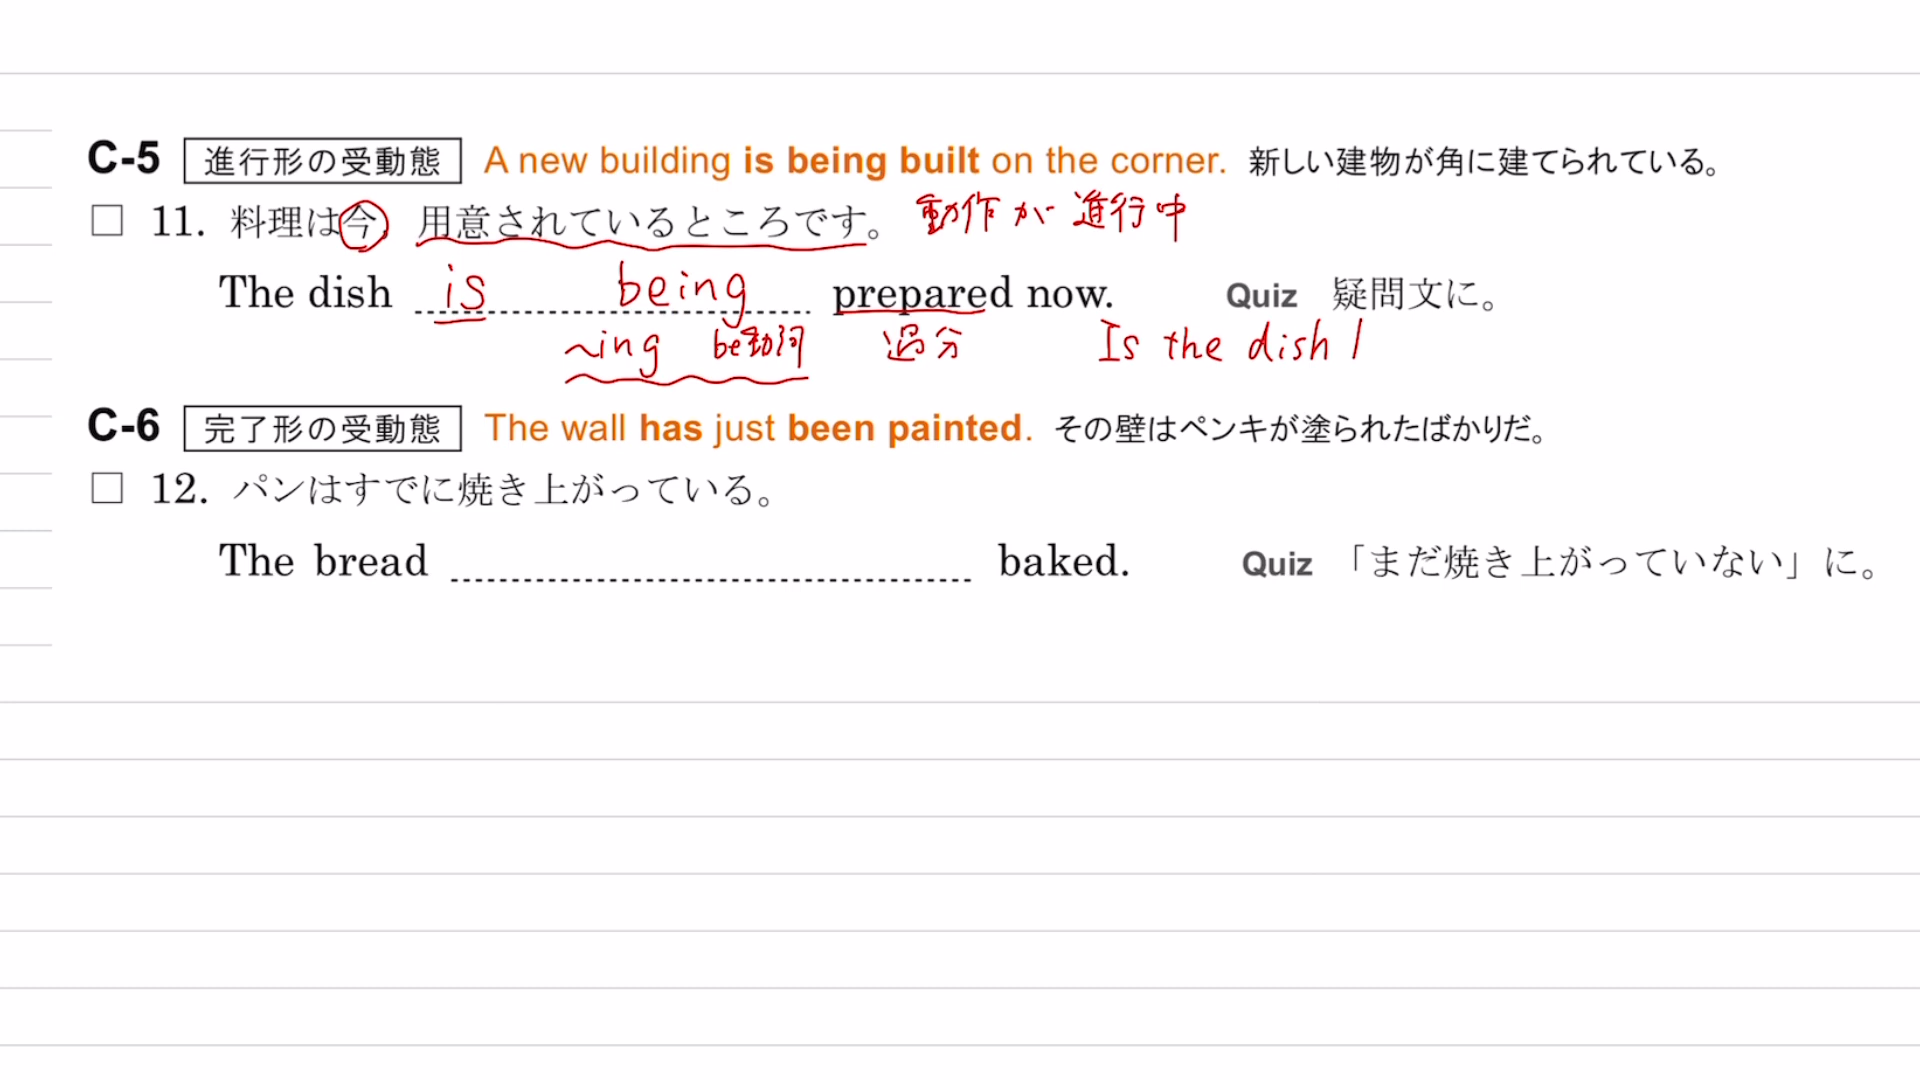 C-5 進行形の受動態 A new building is being built on the corner. 新しい建物が角に建てられている。
□ 11. 料理は今，用意されているところです。 動作が進行中
The dish is being prepared now. Quiz 疑問文に。
~ing be動詞 過分 Is the dish
C-6 完了形の受動態 The wall has just been painted. その壁はペンキが塗られたばかりだ。
□ 12. パンはすでに焼き上がっている。
The bread baked. Quiz 「まだ焼き上がっていない」に。